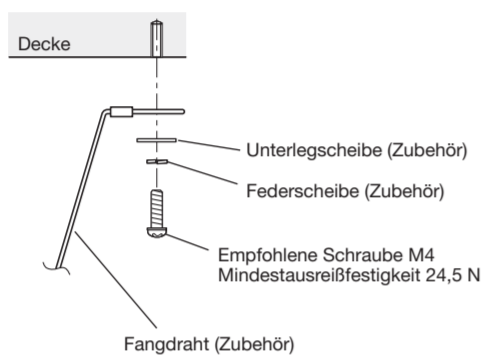 Decke
Unterlegscheibe (Zubehör)
Federscheibe (Zubehör)
Empfohlene Schraube M4
Mindestausreißfestigkeit 24,5 N
Fangdraht (Zubehör)